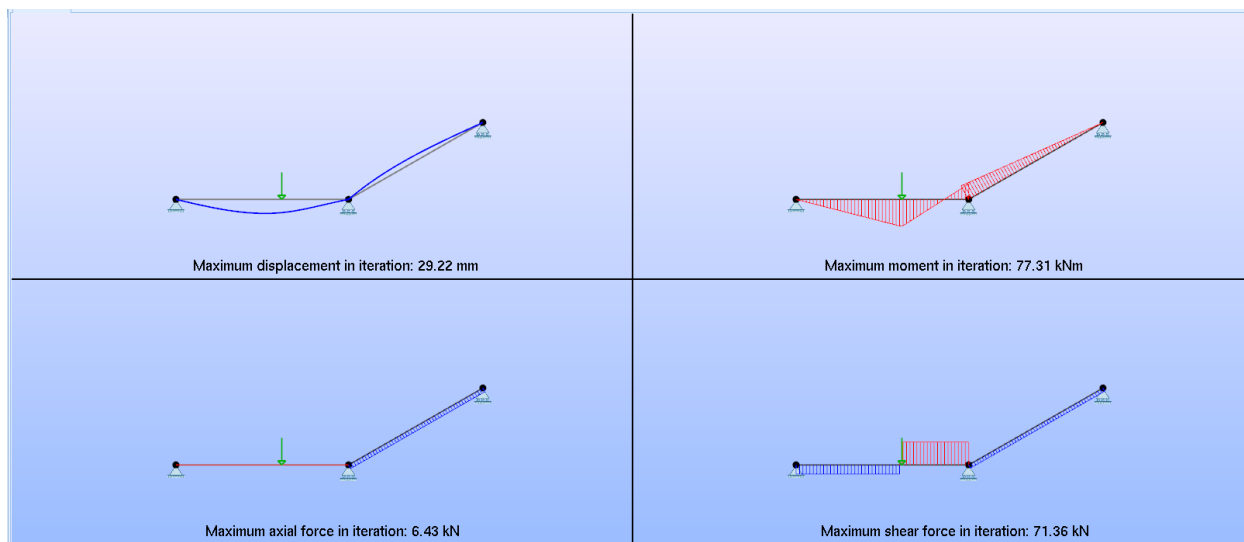 Maximum displacement in iteration: 29.22 mm
Maximum moment in iteration: 77.31 kNm
Maximum axial force in iteration: 6.43 kN
Maximum shear force in iteration: 71.36 kN